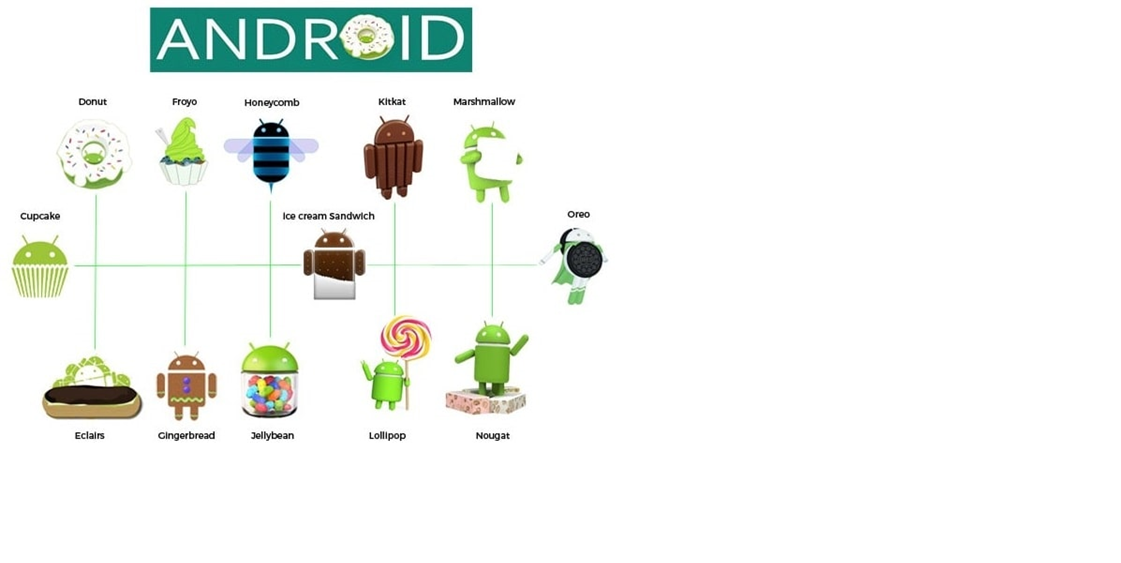 ANDROID
Donut Froyo Honeycomb Kitkat Marshmallow
Cupcake Ice cream Sandwich Oreo
Eclairs Gingerbread Jellybean Lollipop Nougat